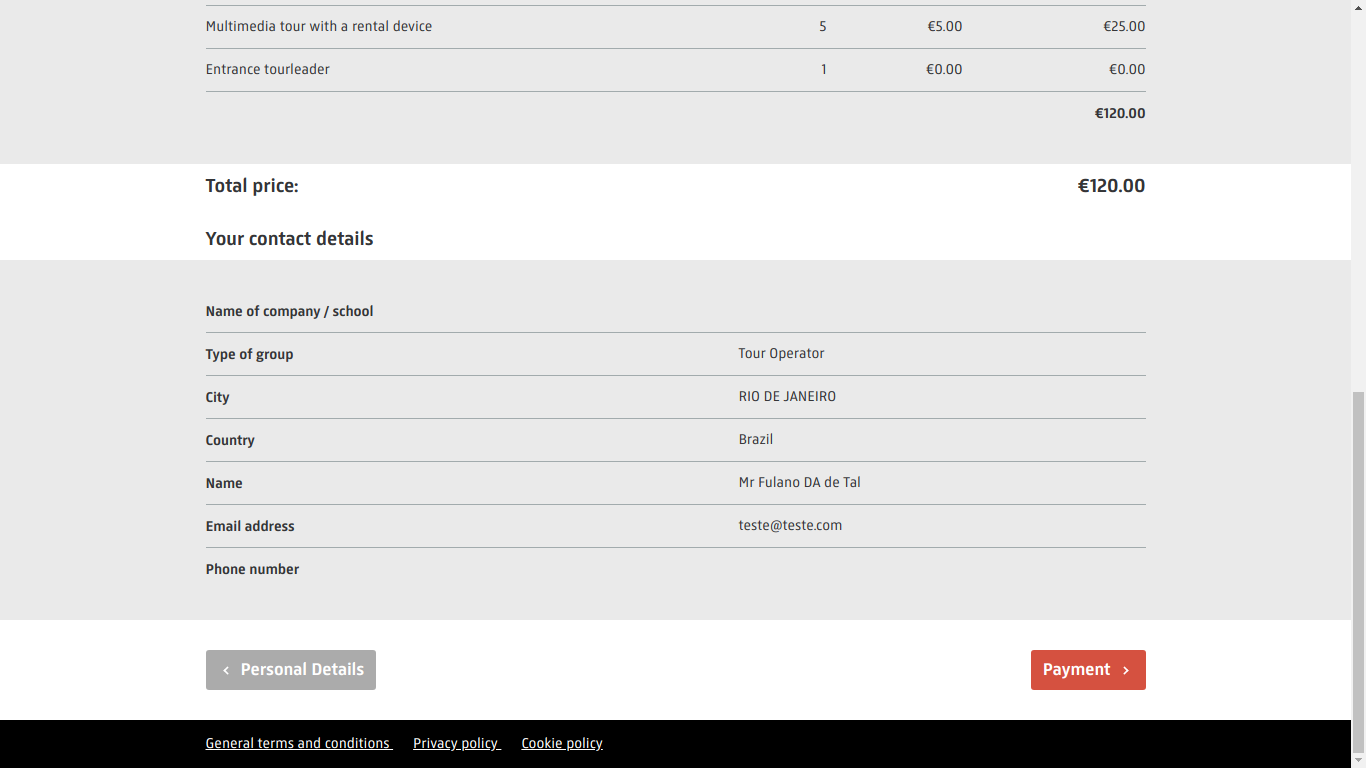 Multimedia tour with a rental device 5 €5.00 €25.00
Entrance tourleader 1 €0.00 €0.00
€120.00
Total price: €120.00
Your contact details
Name of company / school
Type of group Tour Operator
City RIO DE JANEIRO
Country Brazil
Name Mr Fulano DA de Tal
Email address teste@teste.com
Phone number
‹ Personal Details Payment ›
General terms and conditions Privacy policy Cookie policy